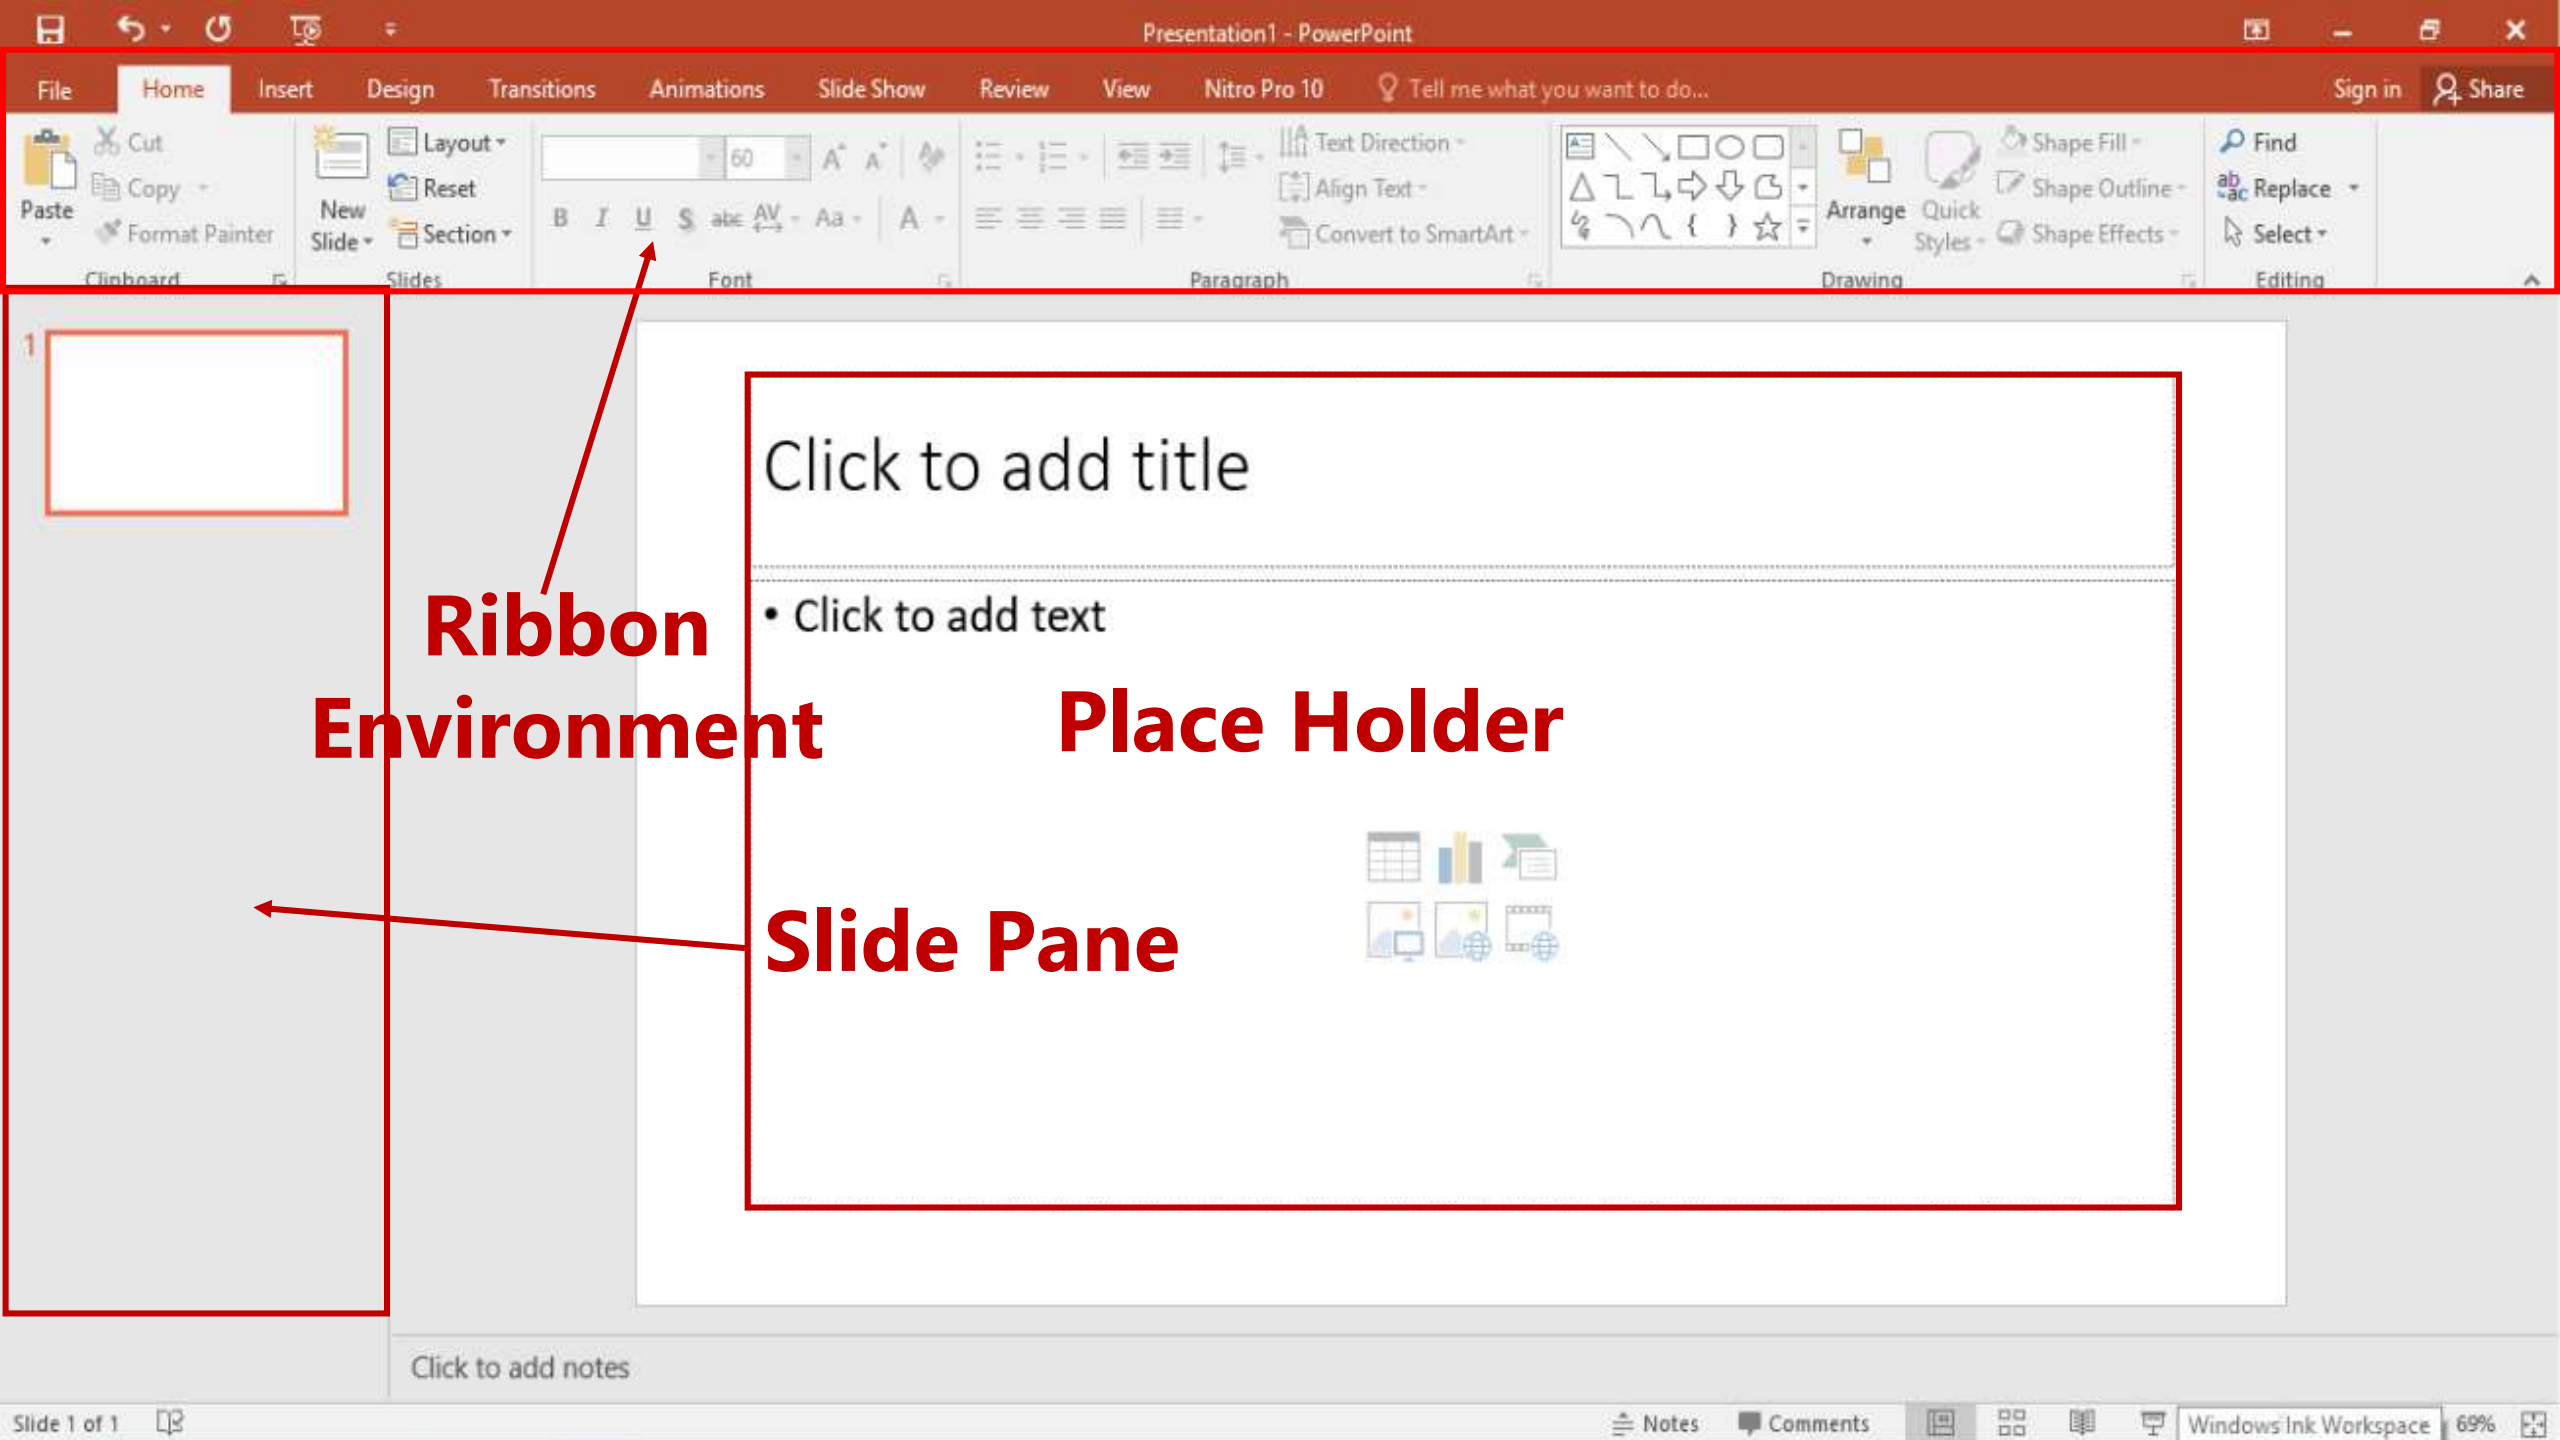 Presentation1 - PowerPoint
File Home Insert Design Transitions Animations Slide Show Review View Nitro Pro 10 Tell me what you want to do... Sign in Share
Paste
Cut
Copy
Format Painter
Clipboard
New
Slide
Layout
Reset
Section
Slides
60
B I U S abc AV Aa A
Font
Text Direction
Align Text
Convert to SmartArt
Paragraph
Arrange
Quick
Styles
Shape Fill
Shape Outline
Shape Effects
Drawing
Find
Replace
Select
Editing
1
Click to add title
• Click to add text
Ribbon
Environment
Place Holder
Slide Pane
Click to add notes
Slide 1 of 1 Notes Comments Windows Ink Workspace 69%